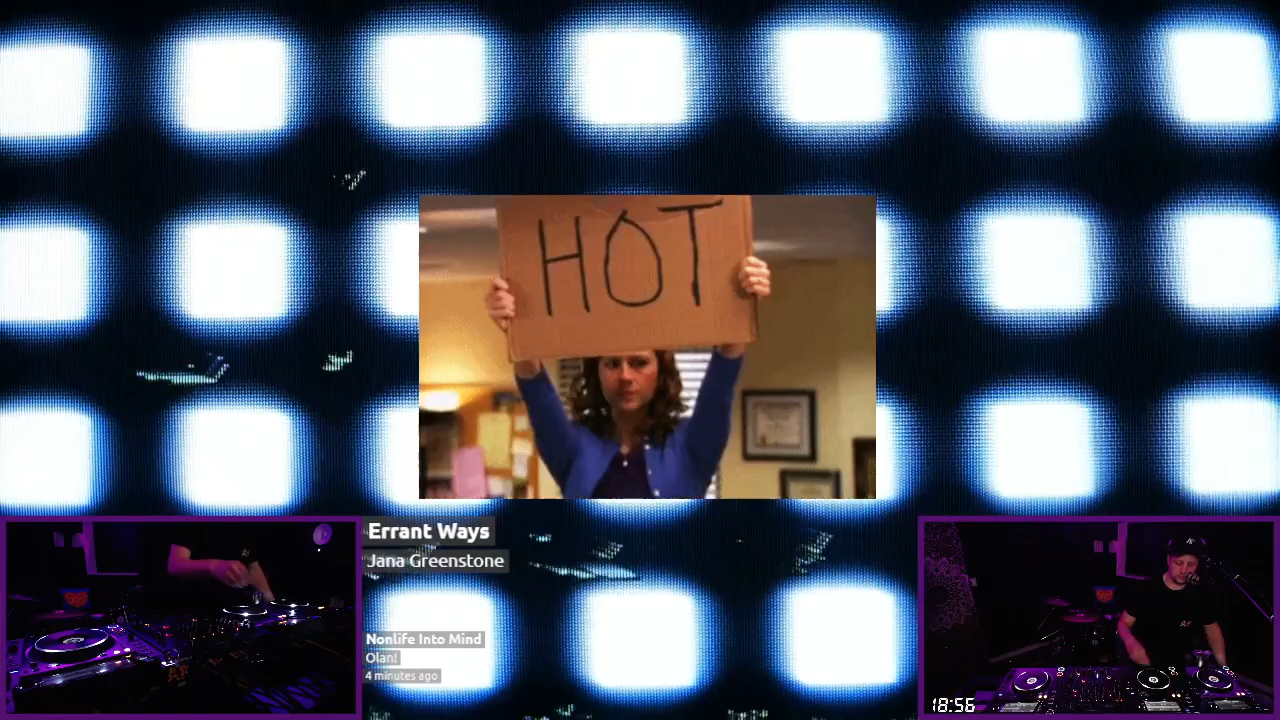 HOT
Errant Ways
Jana Greenstone
Nonlife Into Mind
Olan!
4 minutes ago
18:56